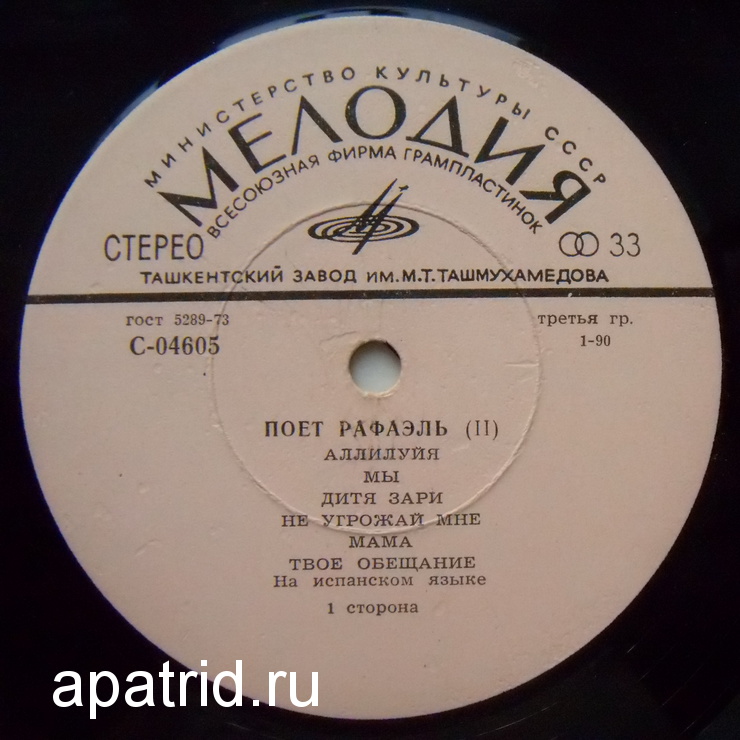 МИНИСТЕРСТВО КУЛЬТУРЫ СССР
МЕЛОДИЯ
ВСЕСОЮЗНАЯ ФИРМА ГРАМПЛАСТИНОК
СТЕРЕО
33
ТАШКЕНТСКИЙ ЗАВОД ИМ.М.Т.ТАШМУХАМЕДОВА
гост 5289-73
третья гр.
С-04605
1-90
ПОЕТ РАФАЭЛЬ (II)
АЛЛИЛУЙЯ
МЫ
ДИТЯ ЗАРИ
НЕ УГРОЖАЙ МНЕ
МАМА
ТВОЕ ОБЕЩАНИЕ
На испанском языке
1 сторона
apatrid.ru